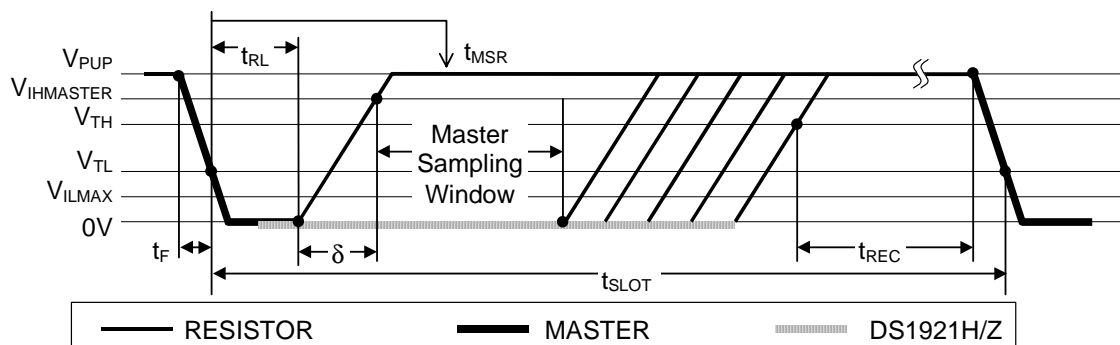 VPUP
VIHMASTER
VTH
VTL
VILMAX
0V
tRL
tMSR
Master
Sampling
Window
tF
δ
tREC
tSLOT
RESISTOR
MASTER
DS1921H/Z